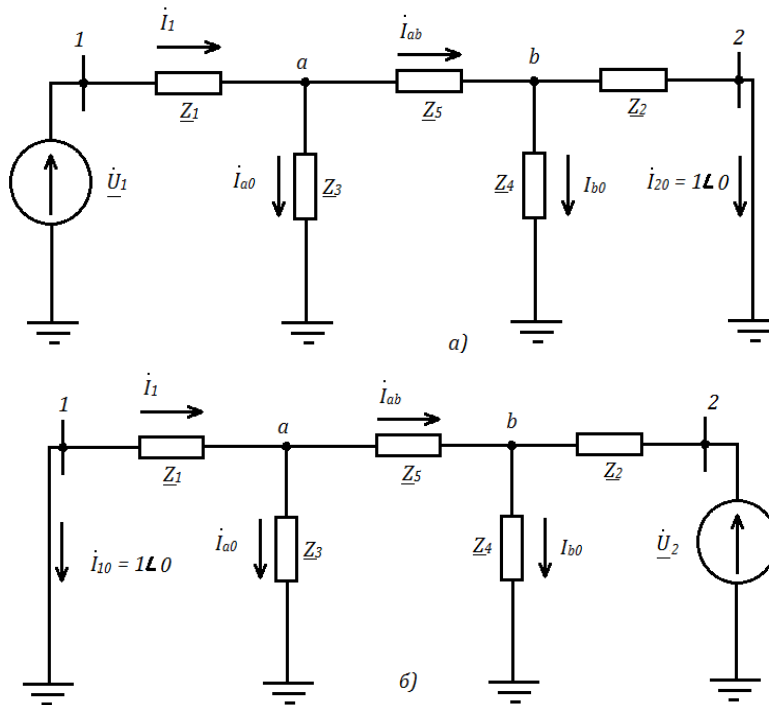 1
İ1
Z1
a
İab
Z5
b
Z2
2
U̇1
İa0
Z3
Z4
Ib0
İ20 = 1∠0
а)
1
İ1
Z1
a
İab
Z5
b
Z2
2
İ10 = 1∠0
İa0
Z3
Z4
Ib0
U̇2
б)